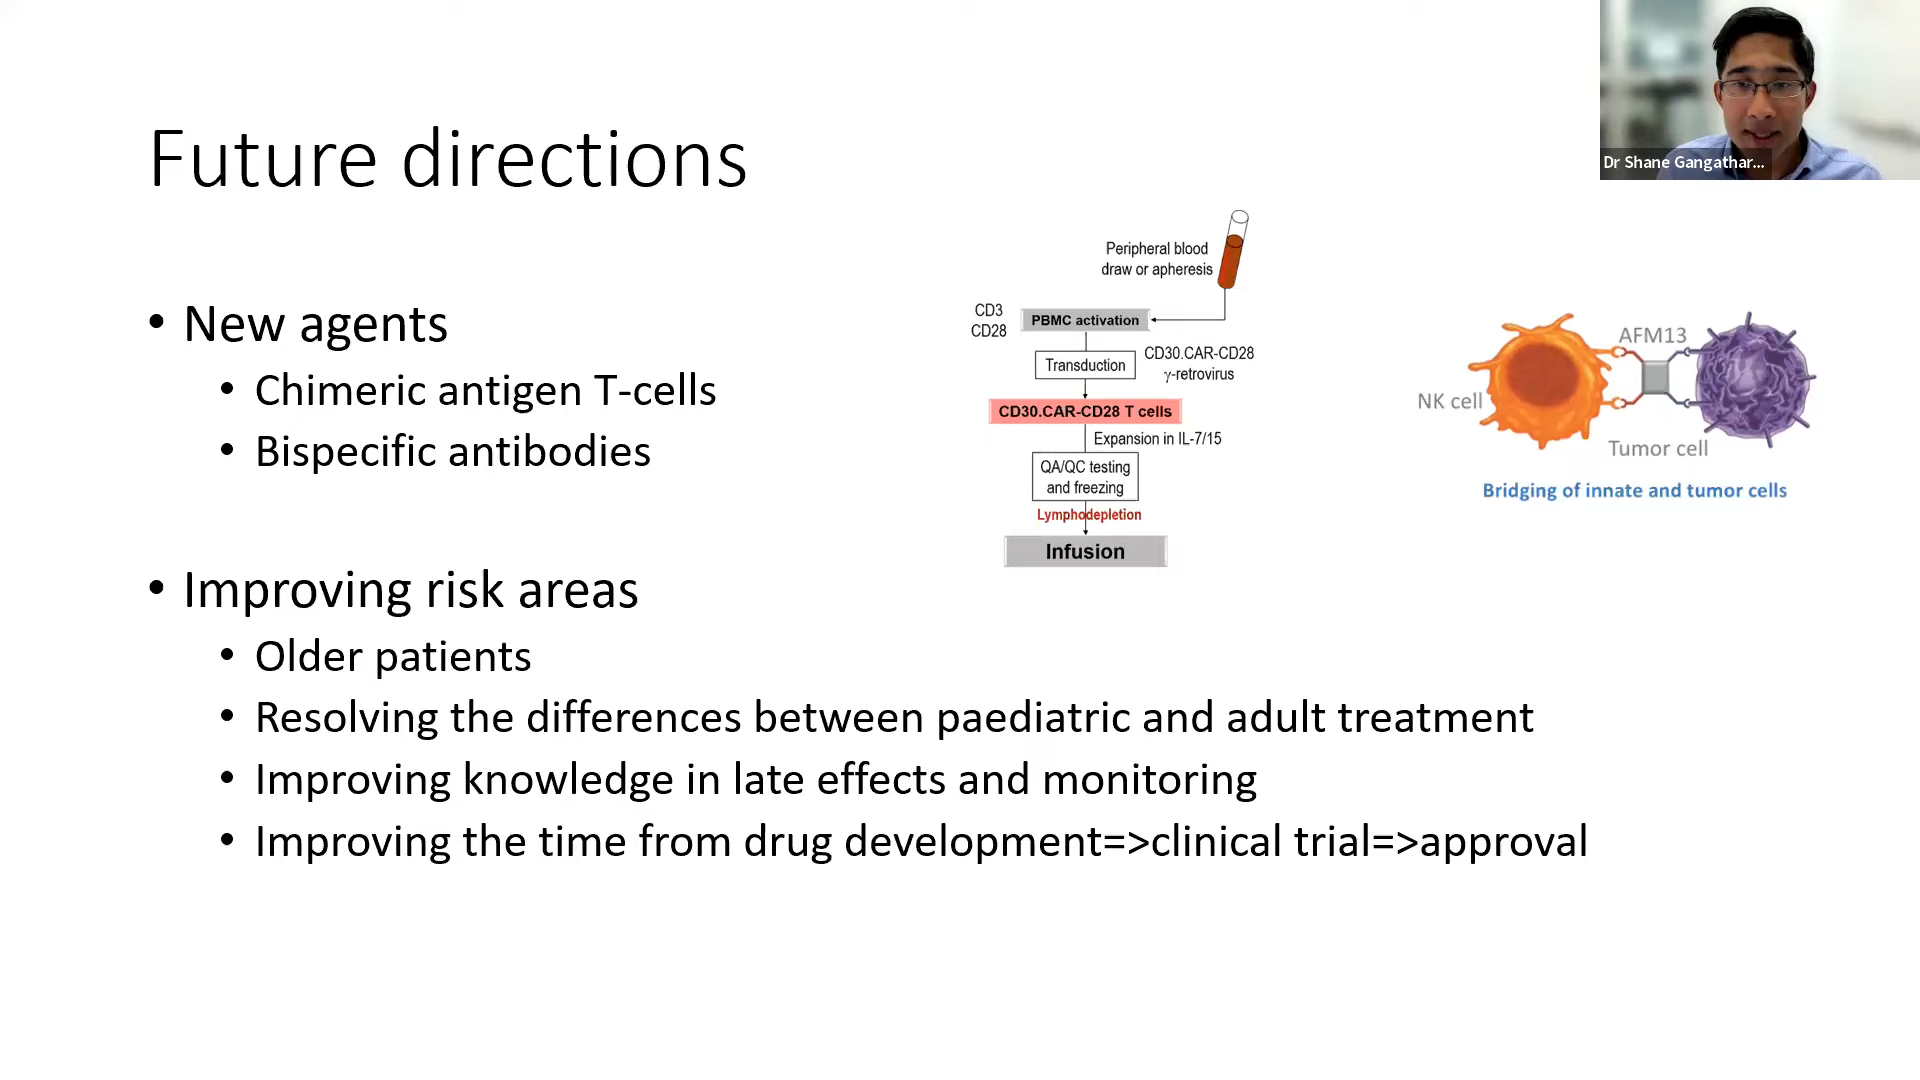 Dr Shane Gangathar...
Future directions
• New agents
• Chimeric antigen T-cells
• Bispecific antibodies
• Improving risk areas
• Older patients
• Resolving the differences between paediatric and adult treatment
• Improving knowledge in late effects and monitoring
• Improving the time from drug development=>clinical trial=>approval
Peripheral blood
draw or apheresis
CD3
CD28
PBMC activation
Transduction
CD30.CAR-CD28
γ-retrovirus
CD30.CAR-CD28 T cells
Expansion in IL-7/15
QA/QC testing
and freezing
Lymphodepletion
Infusion
AFM13
NK cell
Tumor cell
Bridging of innate and tumor cells